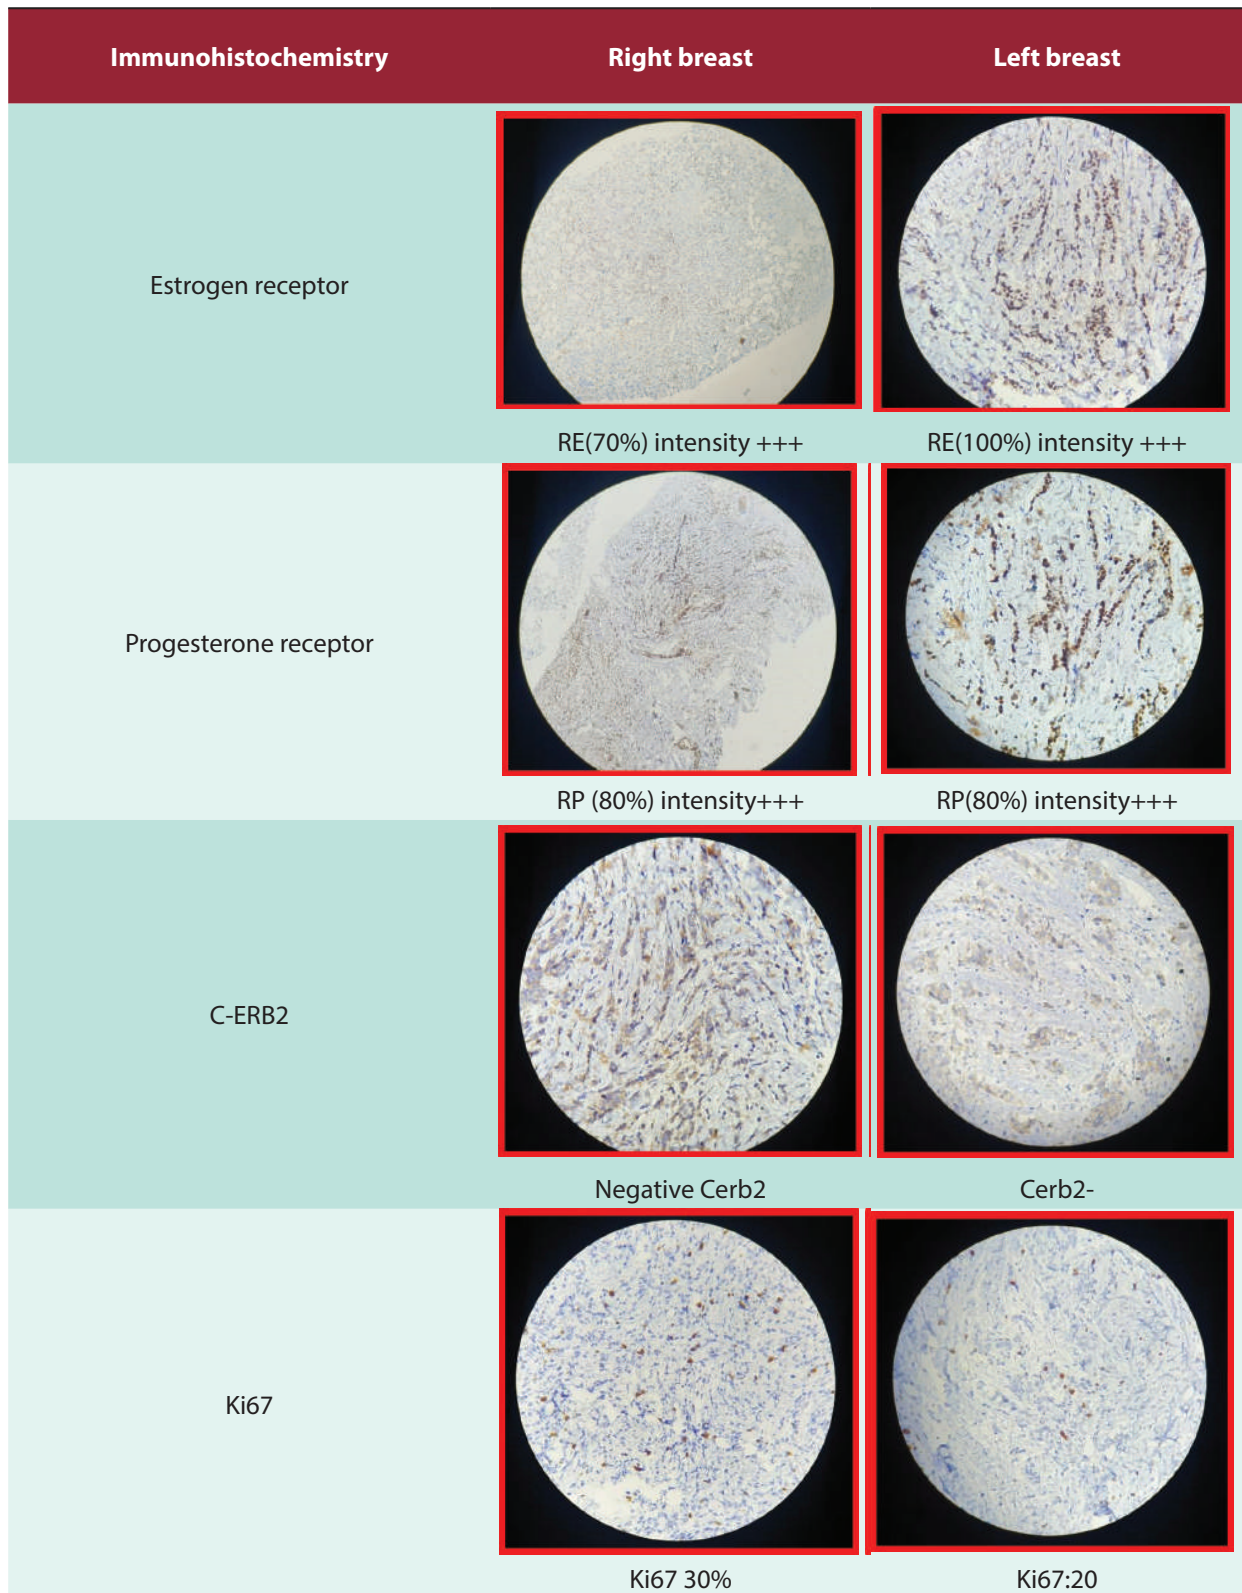 Immunohistochemistry Right breast Left breast
Estrogen receptor
RE(70%) intensity +++ RE(100%) intensity +++
Progesterone receptor
RP (80%) intensity+++ RP(80%) intensity+++
C-ERB2
Negative Cerb2 Cerb2-
Ki67
Ki67 30% Ki67:20